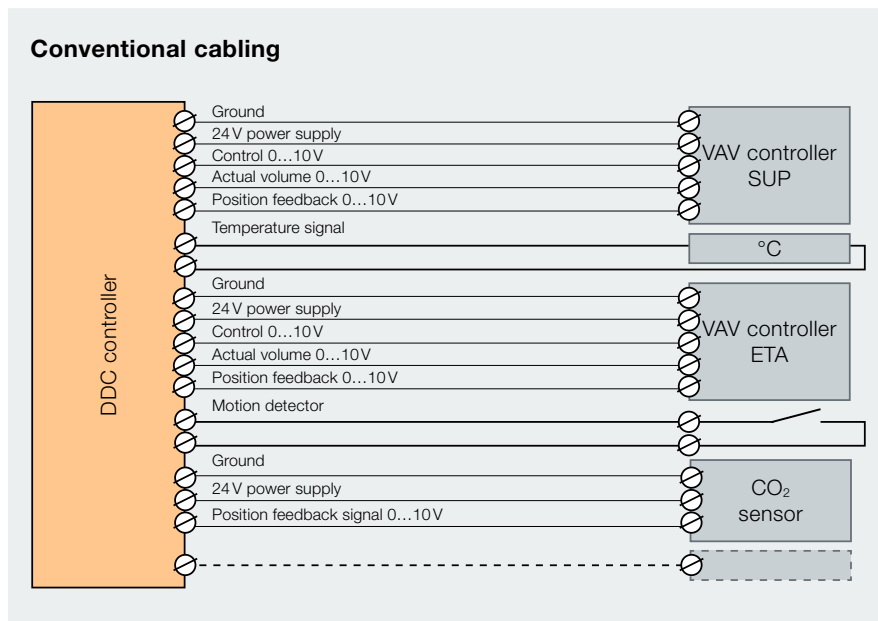 Conventional cabling
DDC controller
Ground
24 V power supply
Control 0…10 V
Actual volume 0…10 V
Position feedback 0…10 V
VAV controller
SUP
Temperature signal
°C
Ground
24 V power supply
Control 0…10 V
Actual volume 0…10 V
Position feedback 0…10 V
VAV controller
ETA
Motion detector
Ground
24 V power supply
Position feedback signal 0…10 V
CO₂
sensor